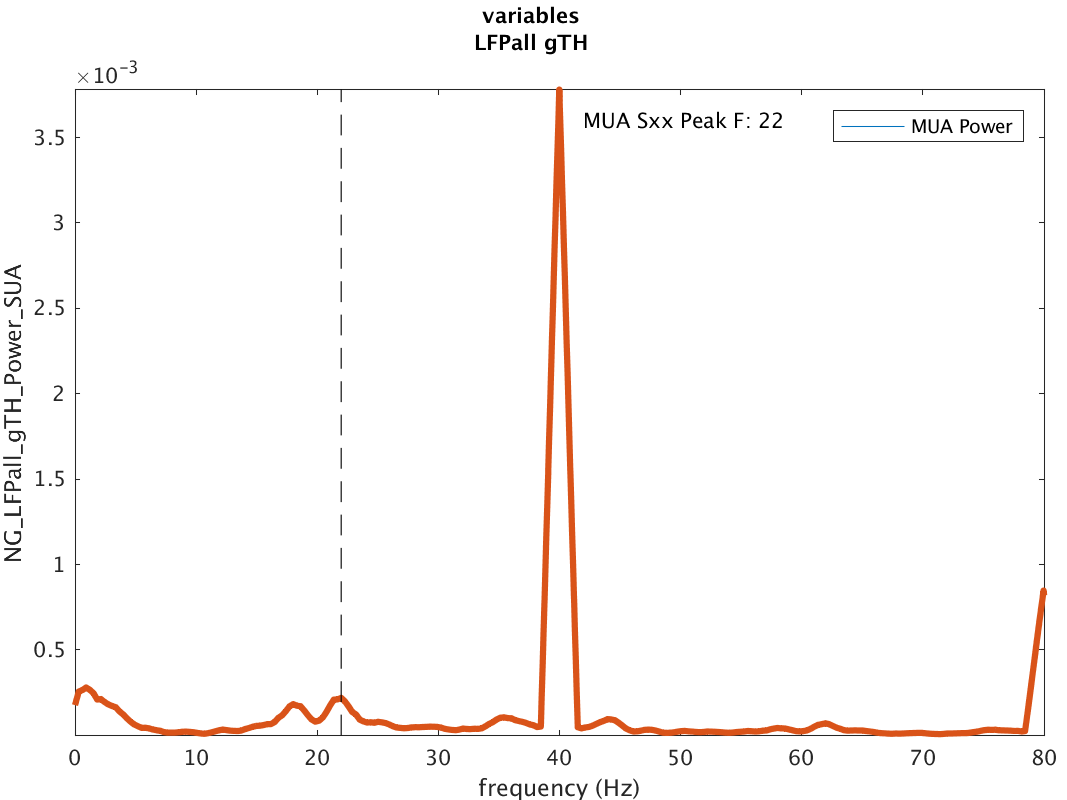 variables
LFPall gTH
×10⁻³
MUA Sxx Peak F: 22
MUA Power
3.5
3
2.5
2
1.5
1
0.5
NG_LFPall_gTH_Power_SUA
0 10 20 30 40 50 60 70 80
frequency (Hz)